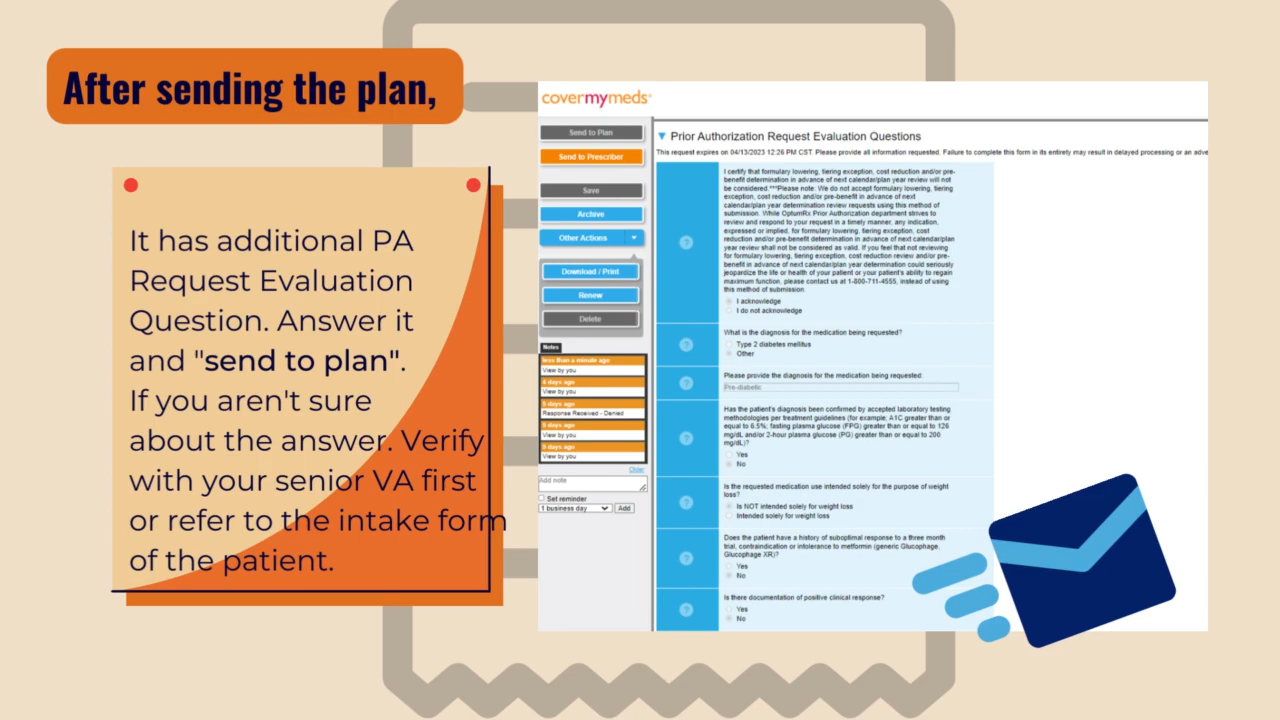 After sending the plan,
It has additional PA
Request Evaluation
Question. Answer it
and "send to plan".
If you aren't sure
about the answer. Verify
with your senior VA first
or refer to the intake form
of the patient.
covermymeds
Send to Plan
Send to Prescriber
Save
Archive
Other Actions
Download / Print
Renew
Delete
Notes
less than a minute ago
View by you
4 days ago
View by you
5 days ago
Response Received - Denied
View by you
View by you
Older
Add note
Set reminder
1 business day
Add
Prior Authorization Request Evaluation Questions
This request expires on 04/13/2023 12:26 PM CST. Please provide all information requested. Failure to complete this form in its entirety may result in delayed processing or an adve
I certify that formulary lowering, tiering exception, cost reduction and/or pre-
benefit determination in advance of next calendar/plan year review will not
be considered.***Please note: We do not accept formulary lowering, tiering
exception, cost reduction and/or pre-benefit determination in advance of next
calendar/plan year determination review requests using this method of
submission. While OptumRx Prior Authorization department strives to
review and respond to your request in a timely manner, any indication,
expressed or implied, for formulary lowering, tiering exception, cost
reduction and/or pre-benefit determination in advance of next calendar/plan
year review shall not be considered as valid. If you feel that not reviewing
for formulary lowering, tiering exception, cost reduction review and/or pre-
benefit in advance of next calendar/plan year determination could seriously
jeopardize the life or health of your patient or your patient's ability to regain
maximum function, please contact us at 1-800-711-4555, instead of using
this method of submission.
I acknowledge
I do not acknowledge
What is the diagnosis for the medication being requested?
Type 2 diabetes mellitus
Other
Please provide the diagnosis for the medication being requested:
Pre-diabetic
Has the patient's diagnosis been confirmed by accepted laboratory testing
methodologies per treatment guidelines (for example, A1C greater than or
equal to 6.5%; fasting plasma glucose (FPG) greater than or equal to 126
mg/dL and/or 2-hour plasma glucose (PG) greater than or equal to 200
mg/dL)?
Yes
No
Is the requested medication use intended solely for the purpose of weight
loss?
Is NOT intended solely for weight loss
Intended solely for weight loss
Does the patient have a history of suboptimal response to a three month
trial, contraindication or intolerance to metformin (generic Glucophage,
Glucophage XR)?
Yes
No
Is there documentation of positive clinical response?
Yes
No